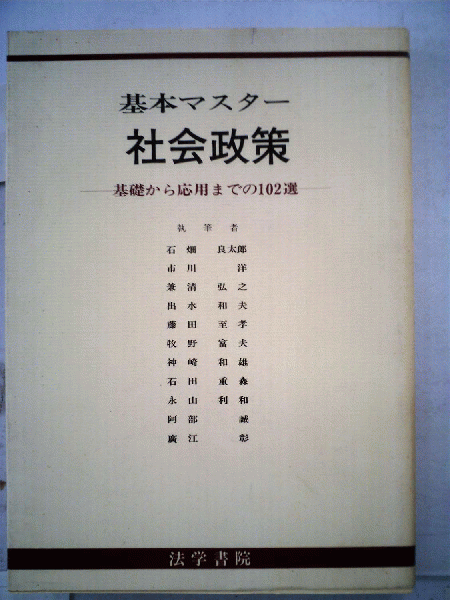 基本マスター
社会政策
―基礎から応用までの102選―
執筆者
石畑 良太郎
市川 洋
兼清 弘之
出水 和夫
藤田 至孝
牧野 富夫
神崎 和雄
石田 重森
永山 利和
阿部 誠
廣江 彰
法学書院